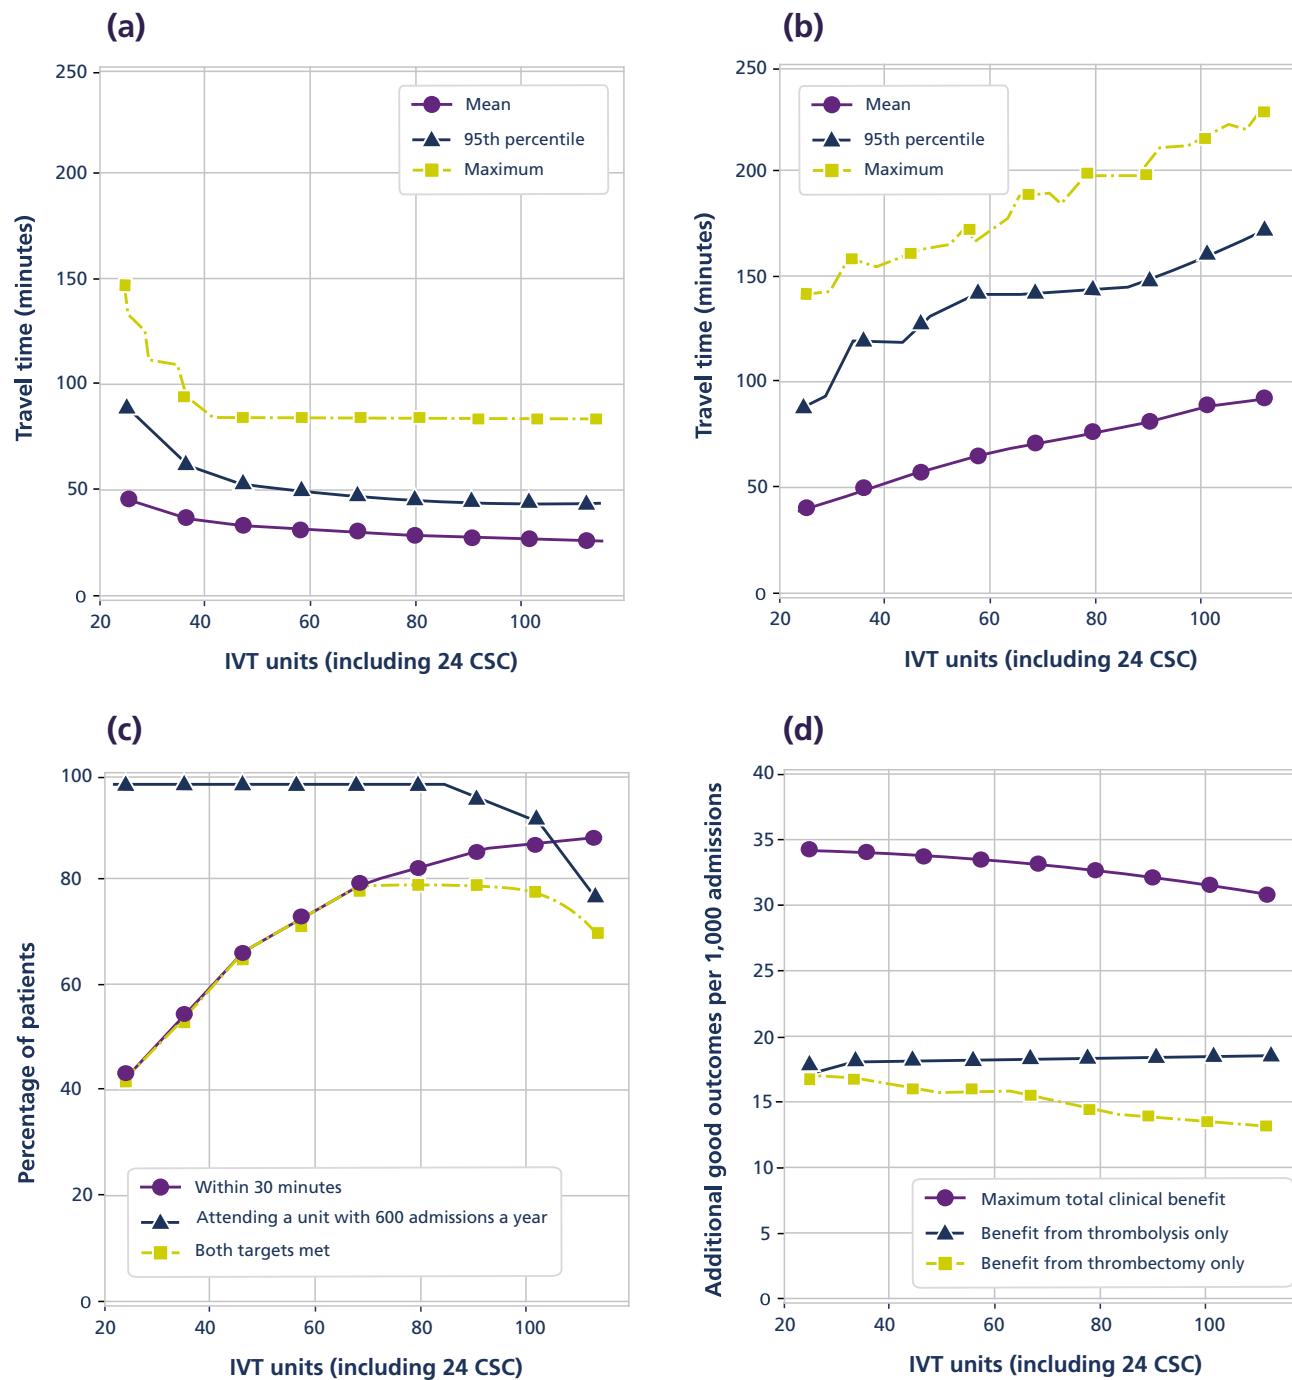 (a)
250
200
150
100
50
0
Travel time (minutes)
Mean
95th percentile
Maximum
20 40 60 80 100
IVT units (including 24 CSC)
(b)
250
200
150
100
50
0
Travel time (minutes)
Mean
95th percentile
Maximum
20 40 60 80 100
IVT units (including 24 CSC)
(c)
100
80
60
40
20
0
Percentage of patients
Within 30 minutes
Attending a unit with 600 admissions a year
Both targets met
20 40 60 80 100
IVT units (including 24 CSC)
(d)
40
35
30
25
20
15
10
5
0
Additional good outcomes per 1,000 admissions
Maximum total clinical benefit
Benefit from thrombolysis only
Benefit from thrombectomy only
20 40 60 80 100
IVT units (including 24 CSC)